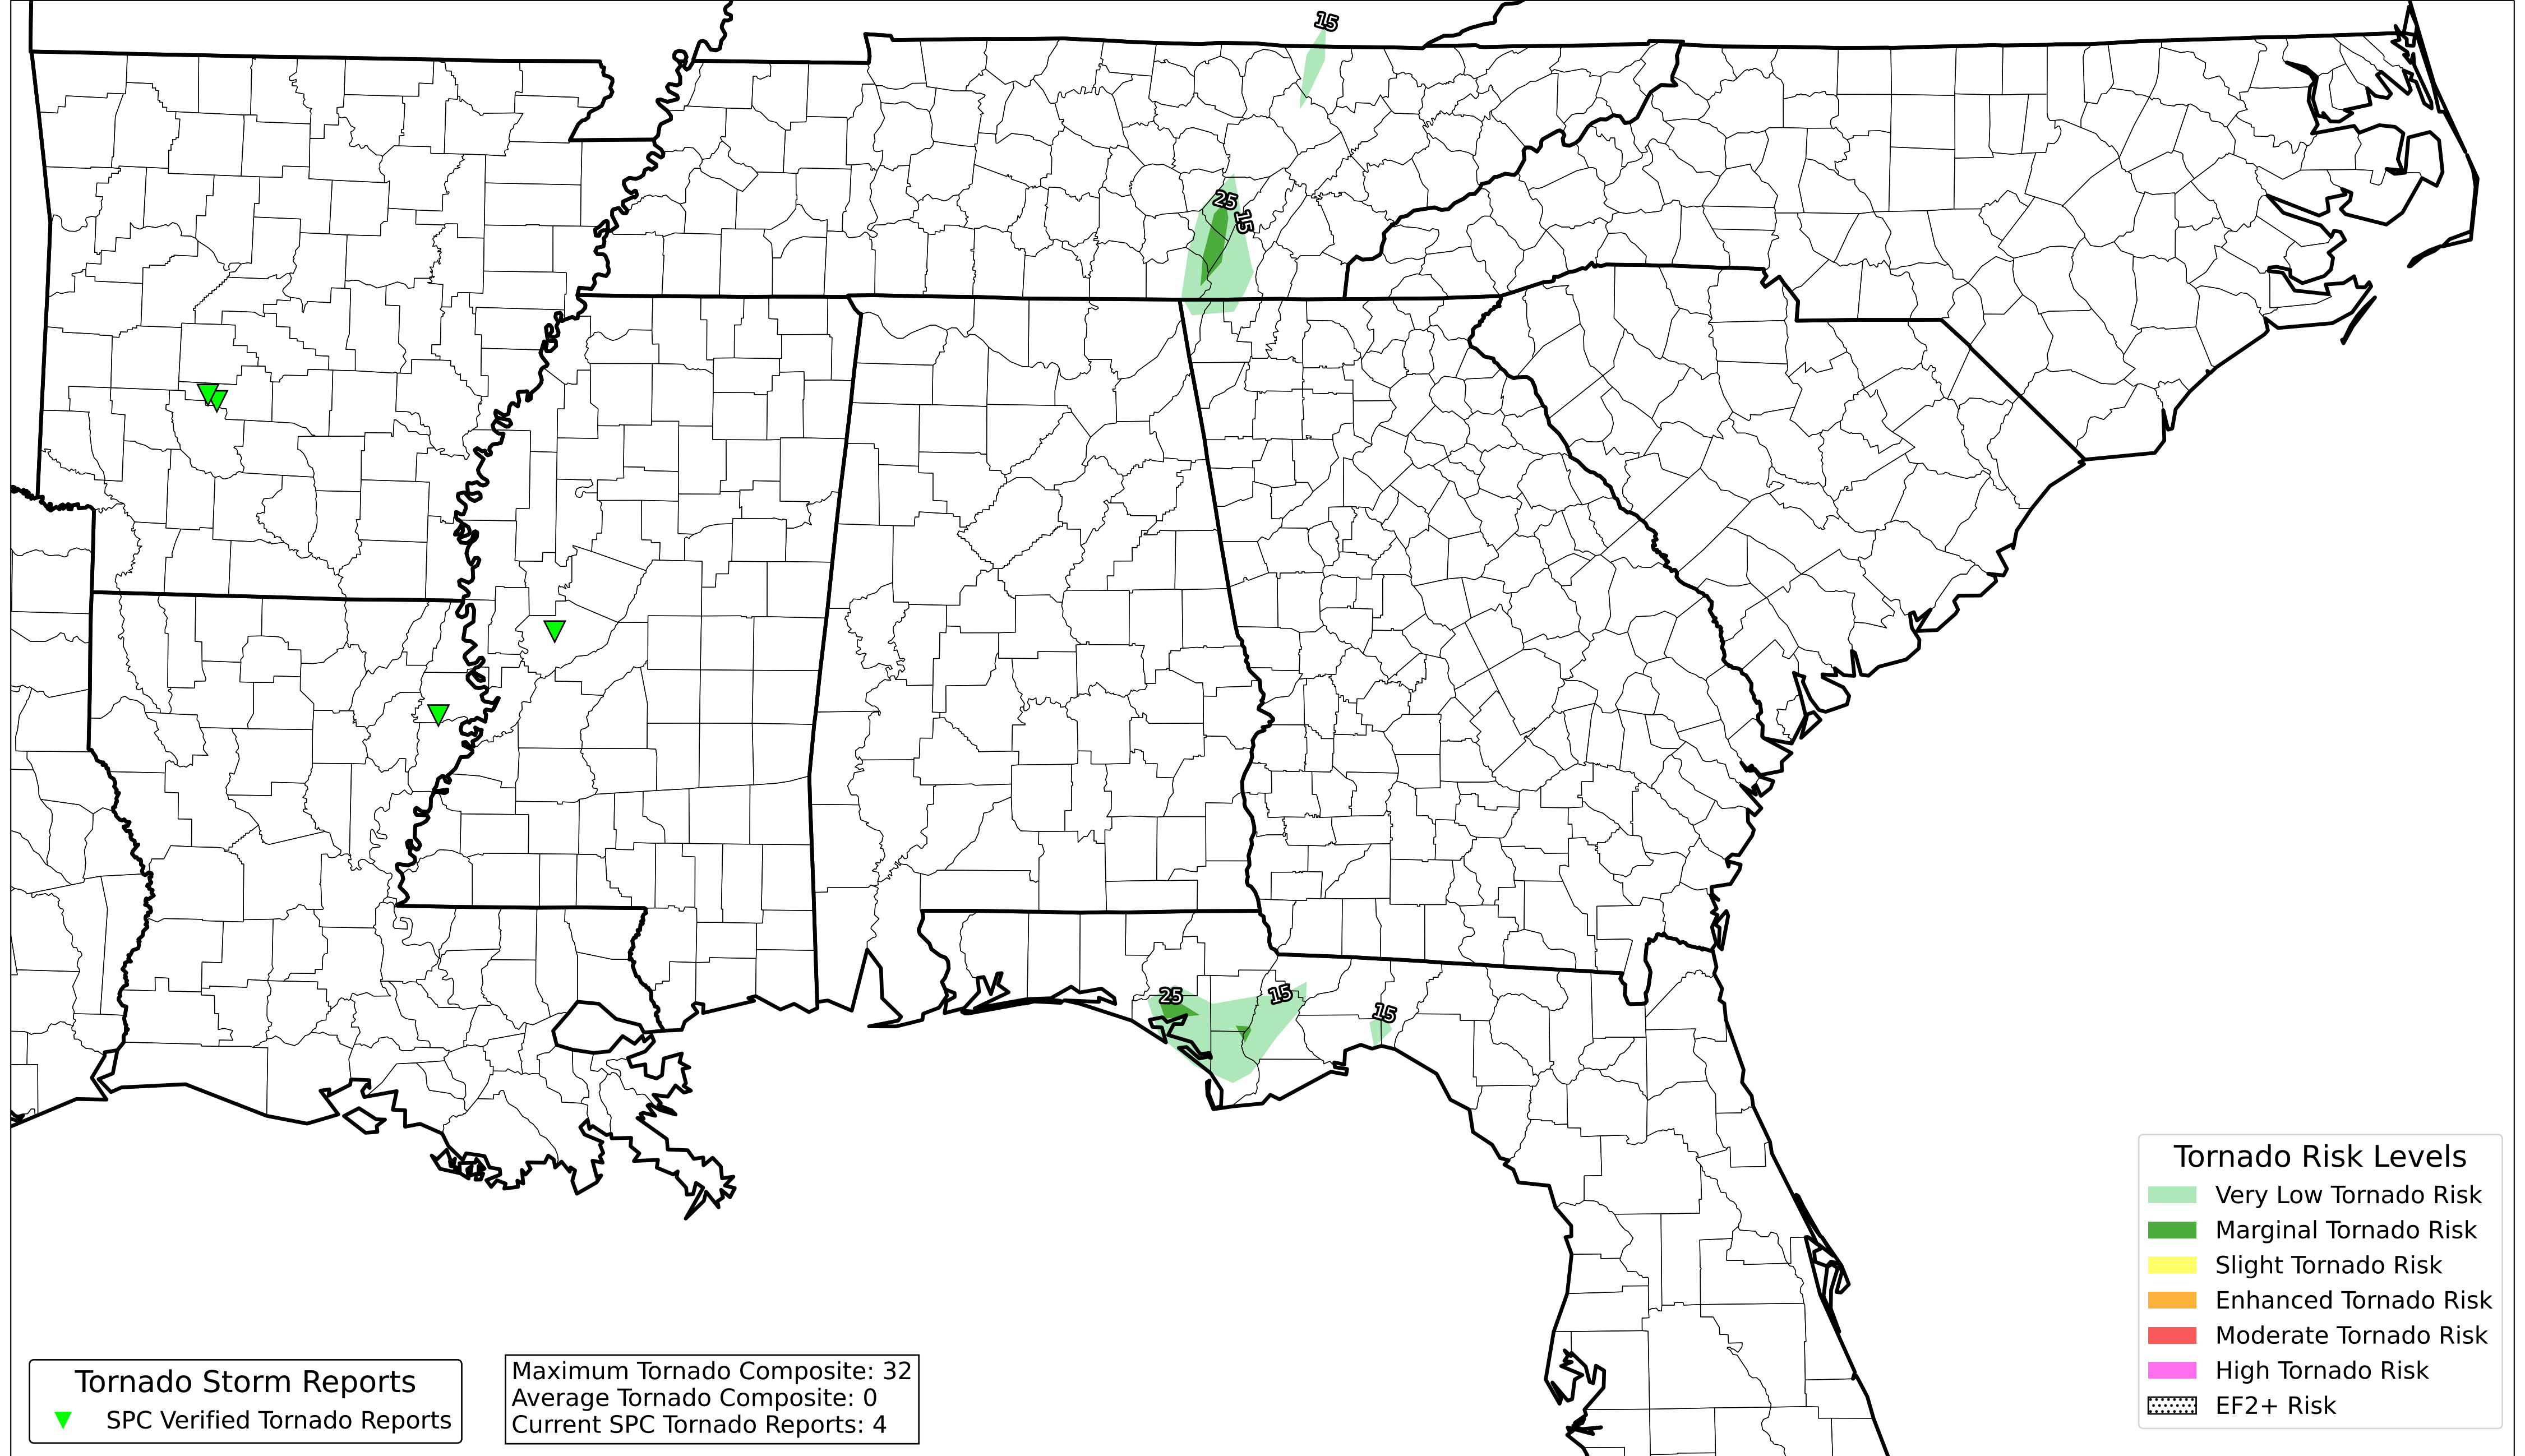 15
25
15
25
15
15
Tornado Risk Levels
Very Low Tornado Risk
Marginal Tornado Risk
Slight Tornado Risk
Enhanced Tornado Risk
Moderate Tornado Risk
High Tornado Risk
EF2+ Risk
Tornado Storm Reports
SPC Verified Tornado Reports
Maximum Tornado Composite: 32
Average Tornado Composite: 0
Current SPC Tornado Reports: 4